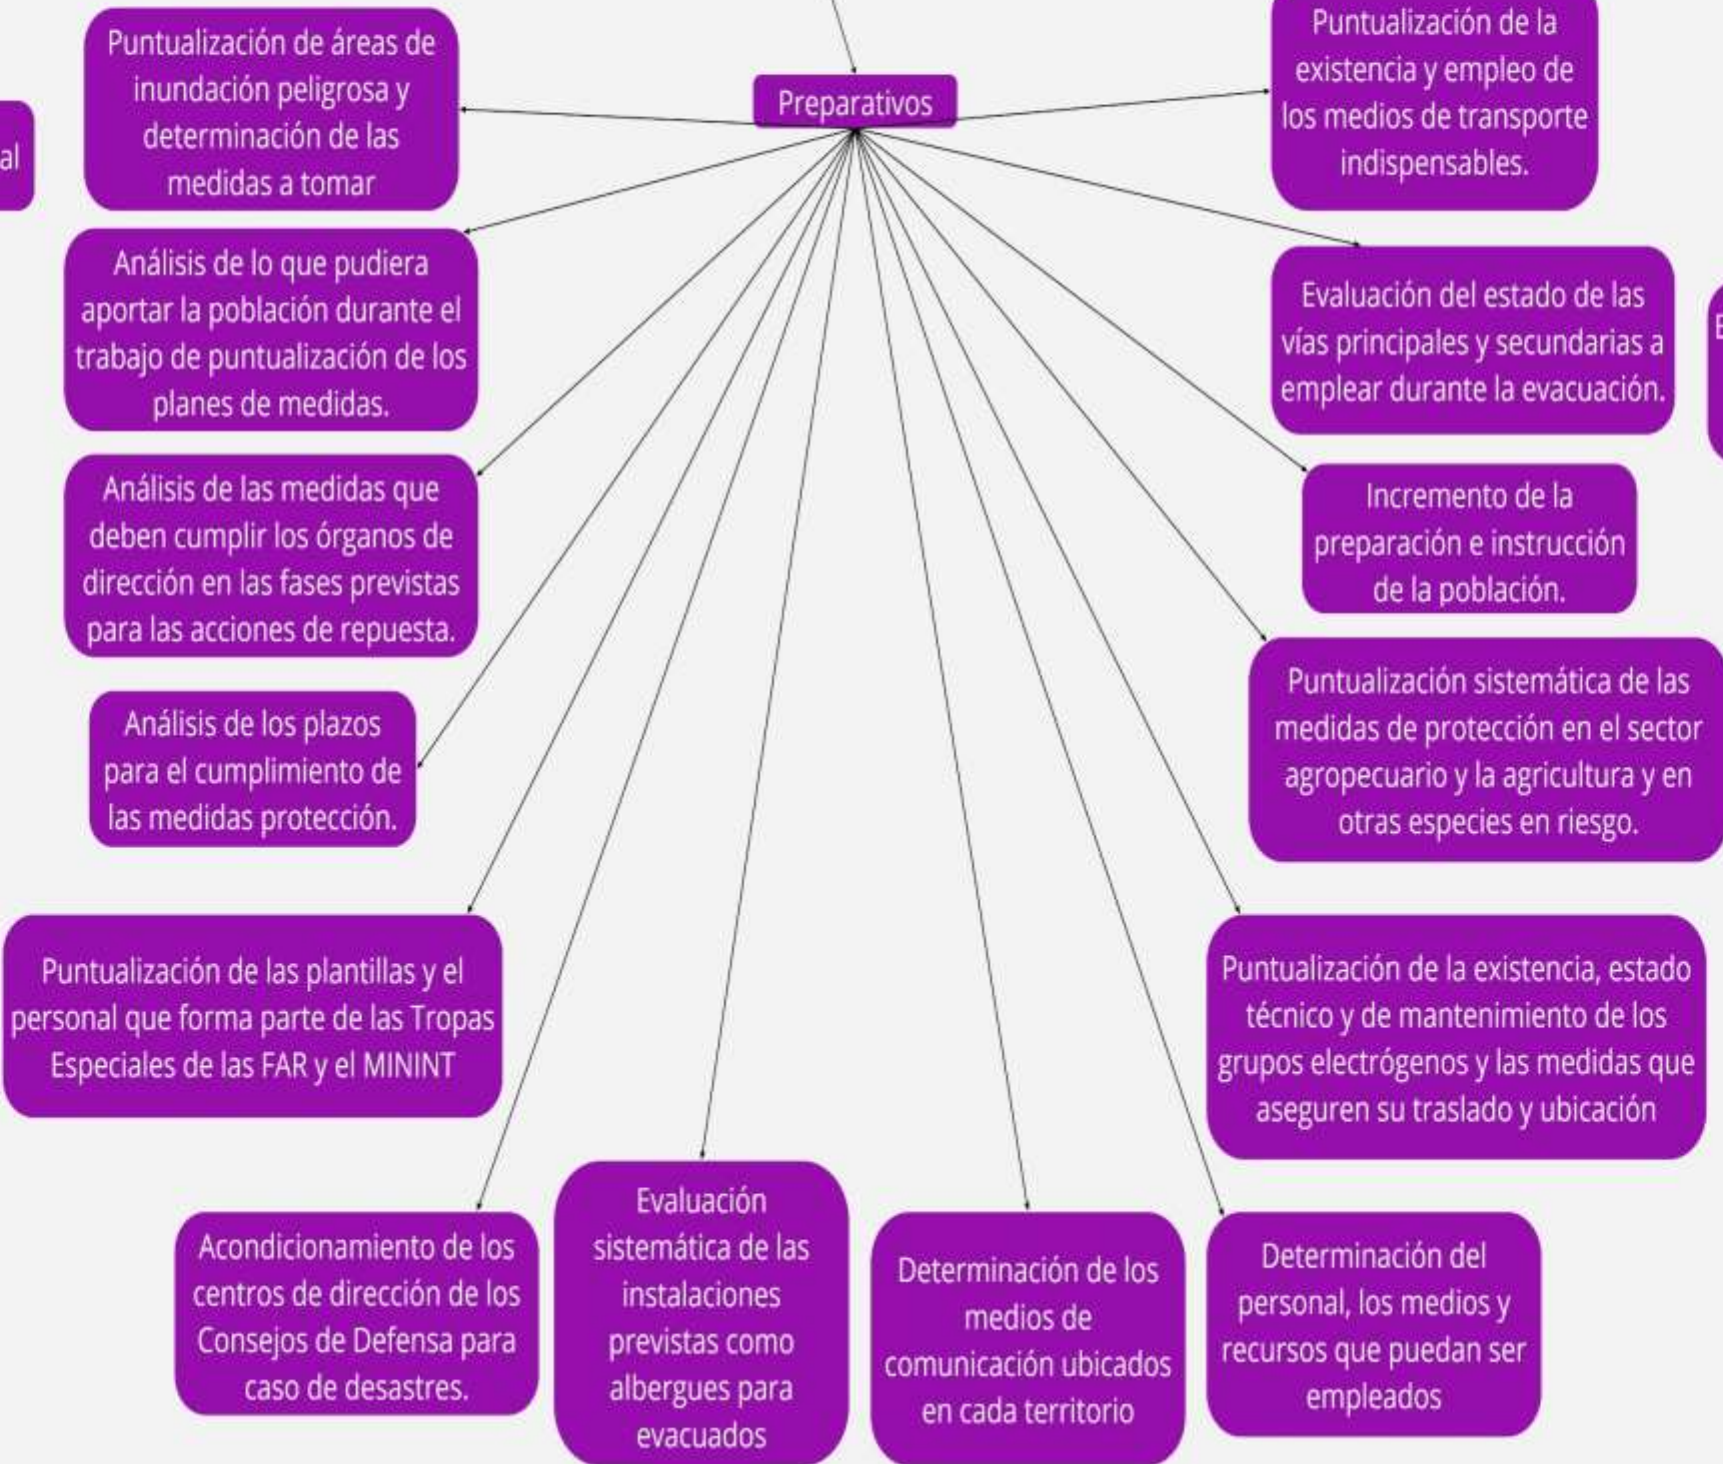 Preparativos
Puntualización de áreas de
inundación peligrosa y
determinación de las
medidas a tomar
al
Análisis de lo que pudiera
aportar la población durante el
trabajo de puntualización de los
planes de medidas.
Análisis de las medidas que
deben cumplir los órganos de
dirección en las fases previstas
para las acciones de repuesta.
Análisis de los plazos
para el cumplimiento de
las medidas protección.
Puntualización de las plantillas y el
personal que forma parte de las Tropas
Especiales de las FAR y el MININT
Acondicionamiento de los
centros de dirección de los
Consejos de Defensa para
caso de desastres.
Evaluación
sistemática de las
instalaciones
previstas como
albergues para
evacuados
Determinación de los
medios de
comunicación ubicados
en cada territorio
Determinación del
personal, los medios y
recursos que puedan ser
empleados
Puntualización de la existencia, estado
técnico y de mantenimiento de los
grupos electrógenos y las medidas que
aseguren su traslado y ubicación
Puntualización sistemática de las
medidas de protección en el sector
agropecuario y la agricultura y en
otras especies en riesgo.
Incremento de la
preparación e instrucción
de la población.
Evaluación del estado de las
vías principales y secundarias a
emplear durante la evacuación.
Puntualización de la
existencia y empleo de
los medios de transporte
indispensables.